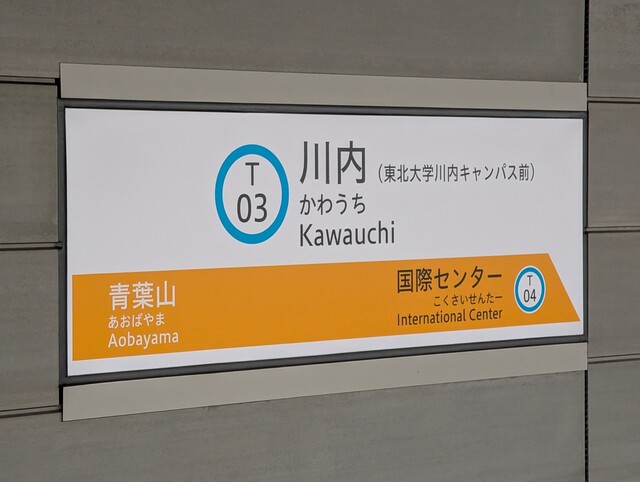 T
03
川内
(東北大学川内キャンパス前)
かわうち
Kawauchi
青葉山
あおばやま
Aobayama
国際センター
こくさいせんたー
International Center
T
04